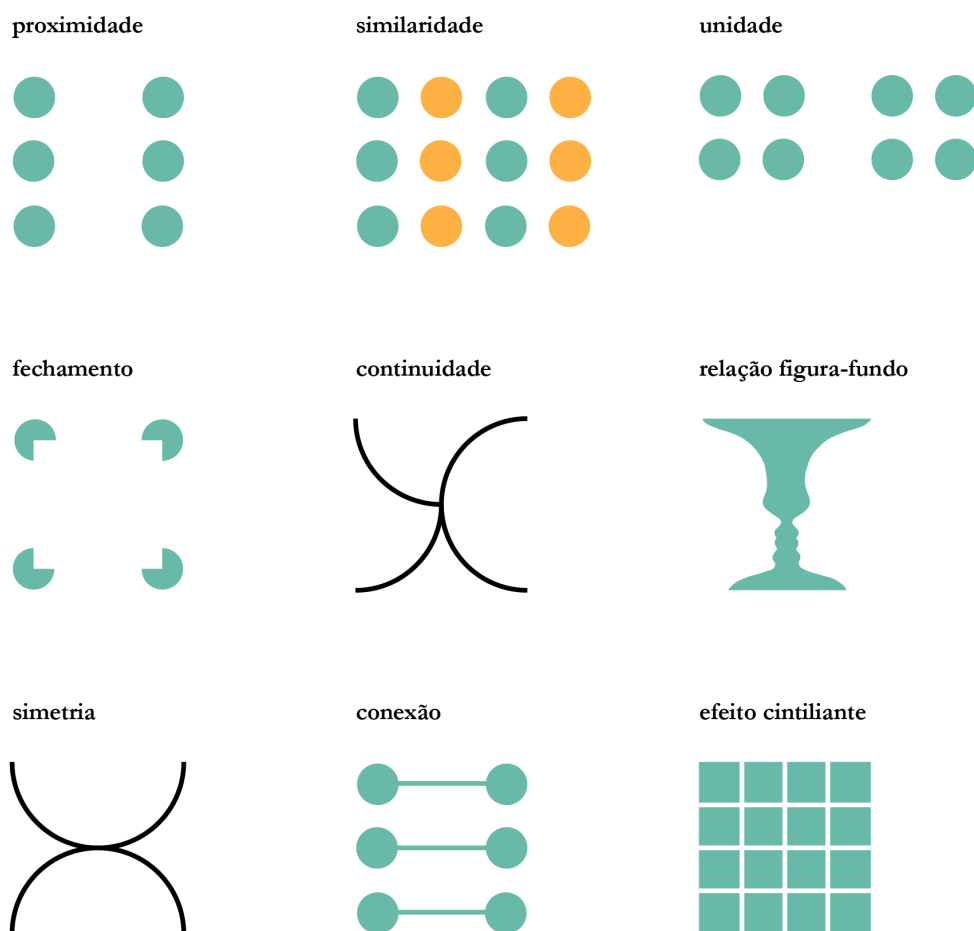 proximidade
similaridade
unidade
fechamento
continuidade
relação figura-fundo
simetria
conexão
efeito cintiliante